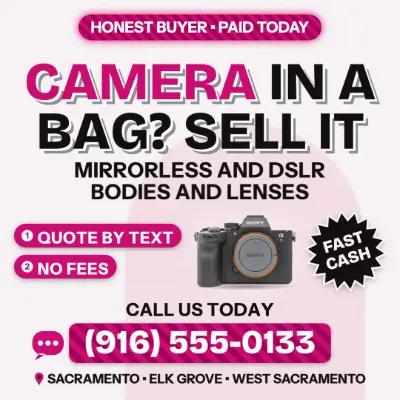 HONEST BUYER • PAID TODAY
CAMERA IN A
BAG? SELL IT
MIRRORLESS AND DSLR
BODIES AND LENSES
1 QUOTE BY TEXT
2 NO FEES
SONY
α
SONY
FAST
CASH
CALL US TODAY
(916) 555-0133
SACRAMENTO • ELK GROVE • WEST SACRAMENTO